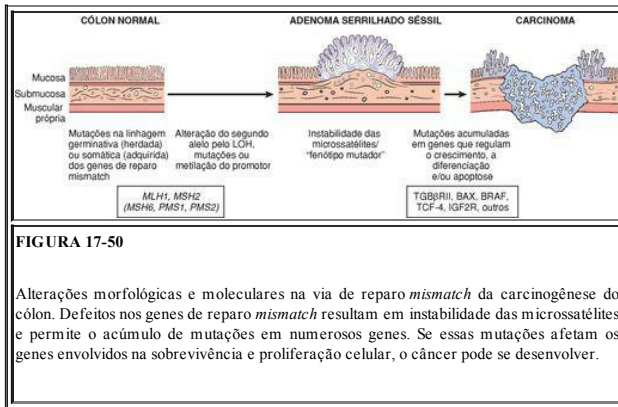 CÓLON NORMAL
ADENOMA SERRILHADO SÉSSIL
CARCINOMA
Mucosa
Submucosa
Muscular
própria
Mutações na linhagem
germinativa (herdada)
ou somática (adquirida)
dos genes de reparo
mismatch
Alteração do segundo
alelo pelo LOH,
mutações ou
metilação do promotor
Instabilidade das
microssatélites/
“fenótipo mutador”
Mutações acumuladas
em genes que regulam
o crescimento, a
diferenciação
e/ou apoptose
MLH1, MSH2
(MSH6, PMS1, PMS2)
TGBβRII, BAX, BRAF,
TCF-4, IGF2R, outros
FIGURA 17-50
Alterações morfológicas e moleculares na via de reparo mismatch da carcinogênese do
cólon. Defeitos nos genes de reparo mismatch resultam em instabilidade das microssatélites
e permite o acúmulo de mutações em numerosos genes. Se essas mutações afetam os
genes envolvidos na sobrevivência e proliferação celular, o câncer pode se desenvolver.